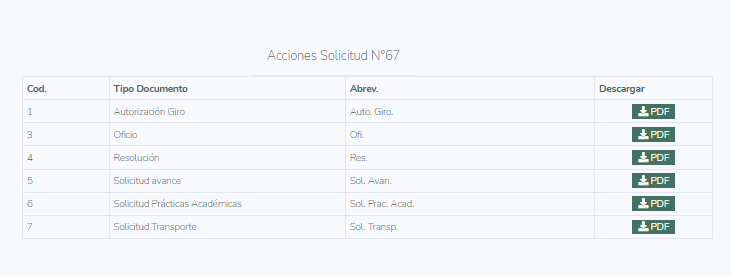 Acciones Solicitud N°67
Cod. Tipo Documento Abrev. Descargar
1 Autorización Giro Auto. Giro. PDF
3 Oficio Ofi. PDF
4 Resolución Res. PDF
5 Solicitud avance Sol. Avan. PDF
6 Solicitud Prácticas Académicas Sol. Prac. Acad. PDF
7 Solicitud Transporte Sol. Transp. PDF